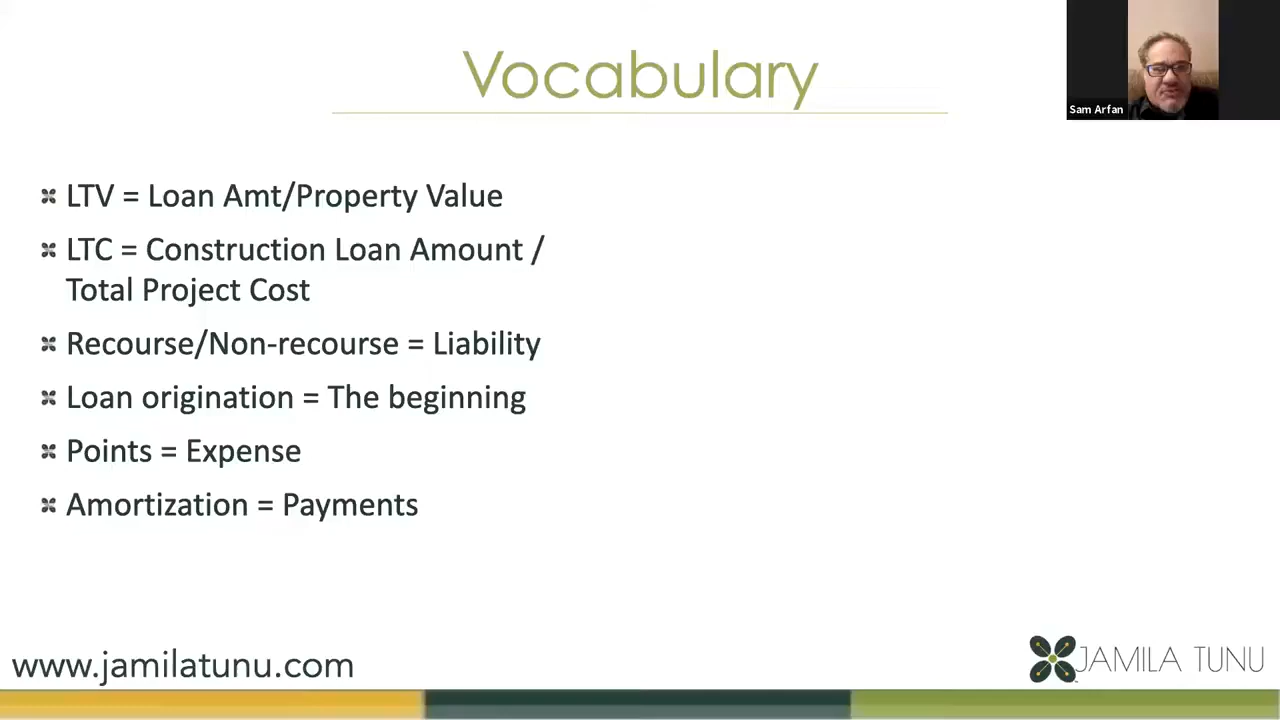 Vocabulary
Sam Arfan
LTV = Loan Amt/Property Value
LTC = Construction Loan Amount /
Total Project Cost
Recourse/Non-recourse = Liability
Loan origination = The beginning
Points = Expense
Amortization = Payments
www.jamilatunu.com
JAMILA TUNU